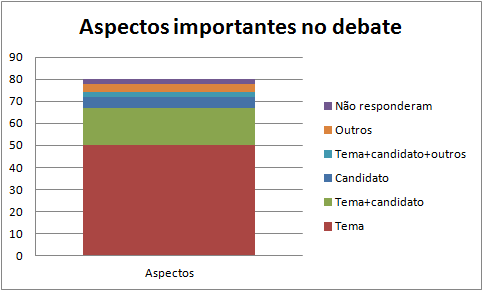 Aspectos importantes no debate
90
80
70
60
50
40
30
20
10
0
Aspectos
Não responderam
Outros
Tema+candidato+outros
Candidato
Tema+candidato
Tema